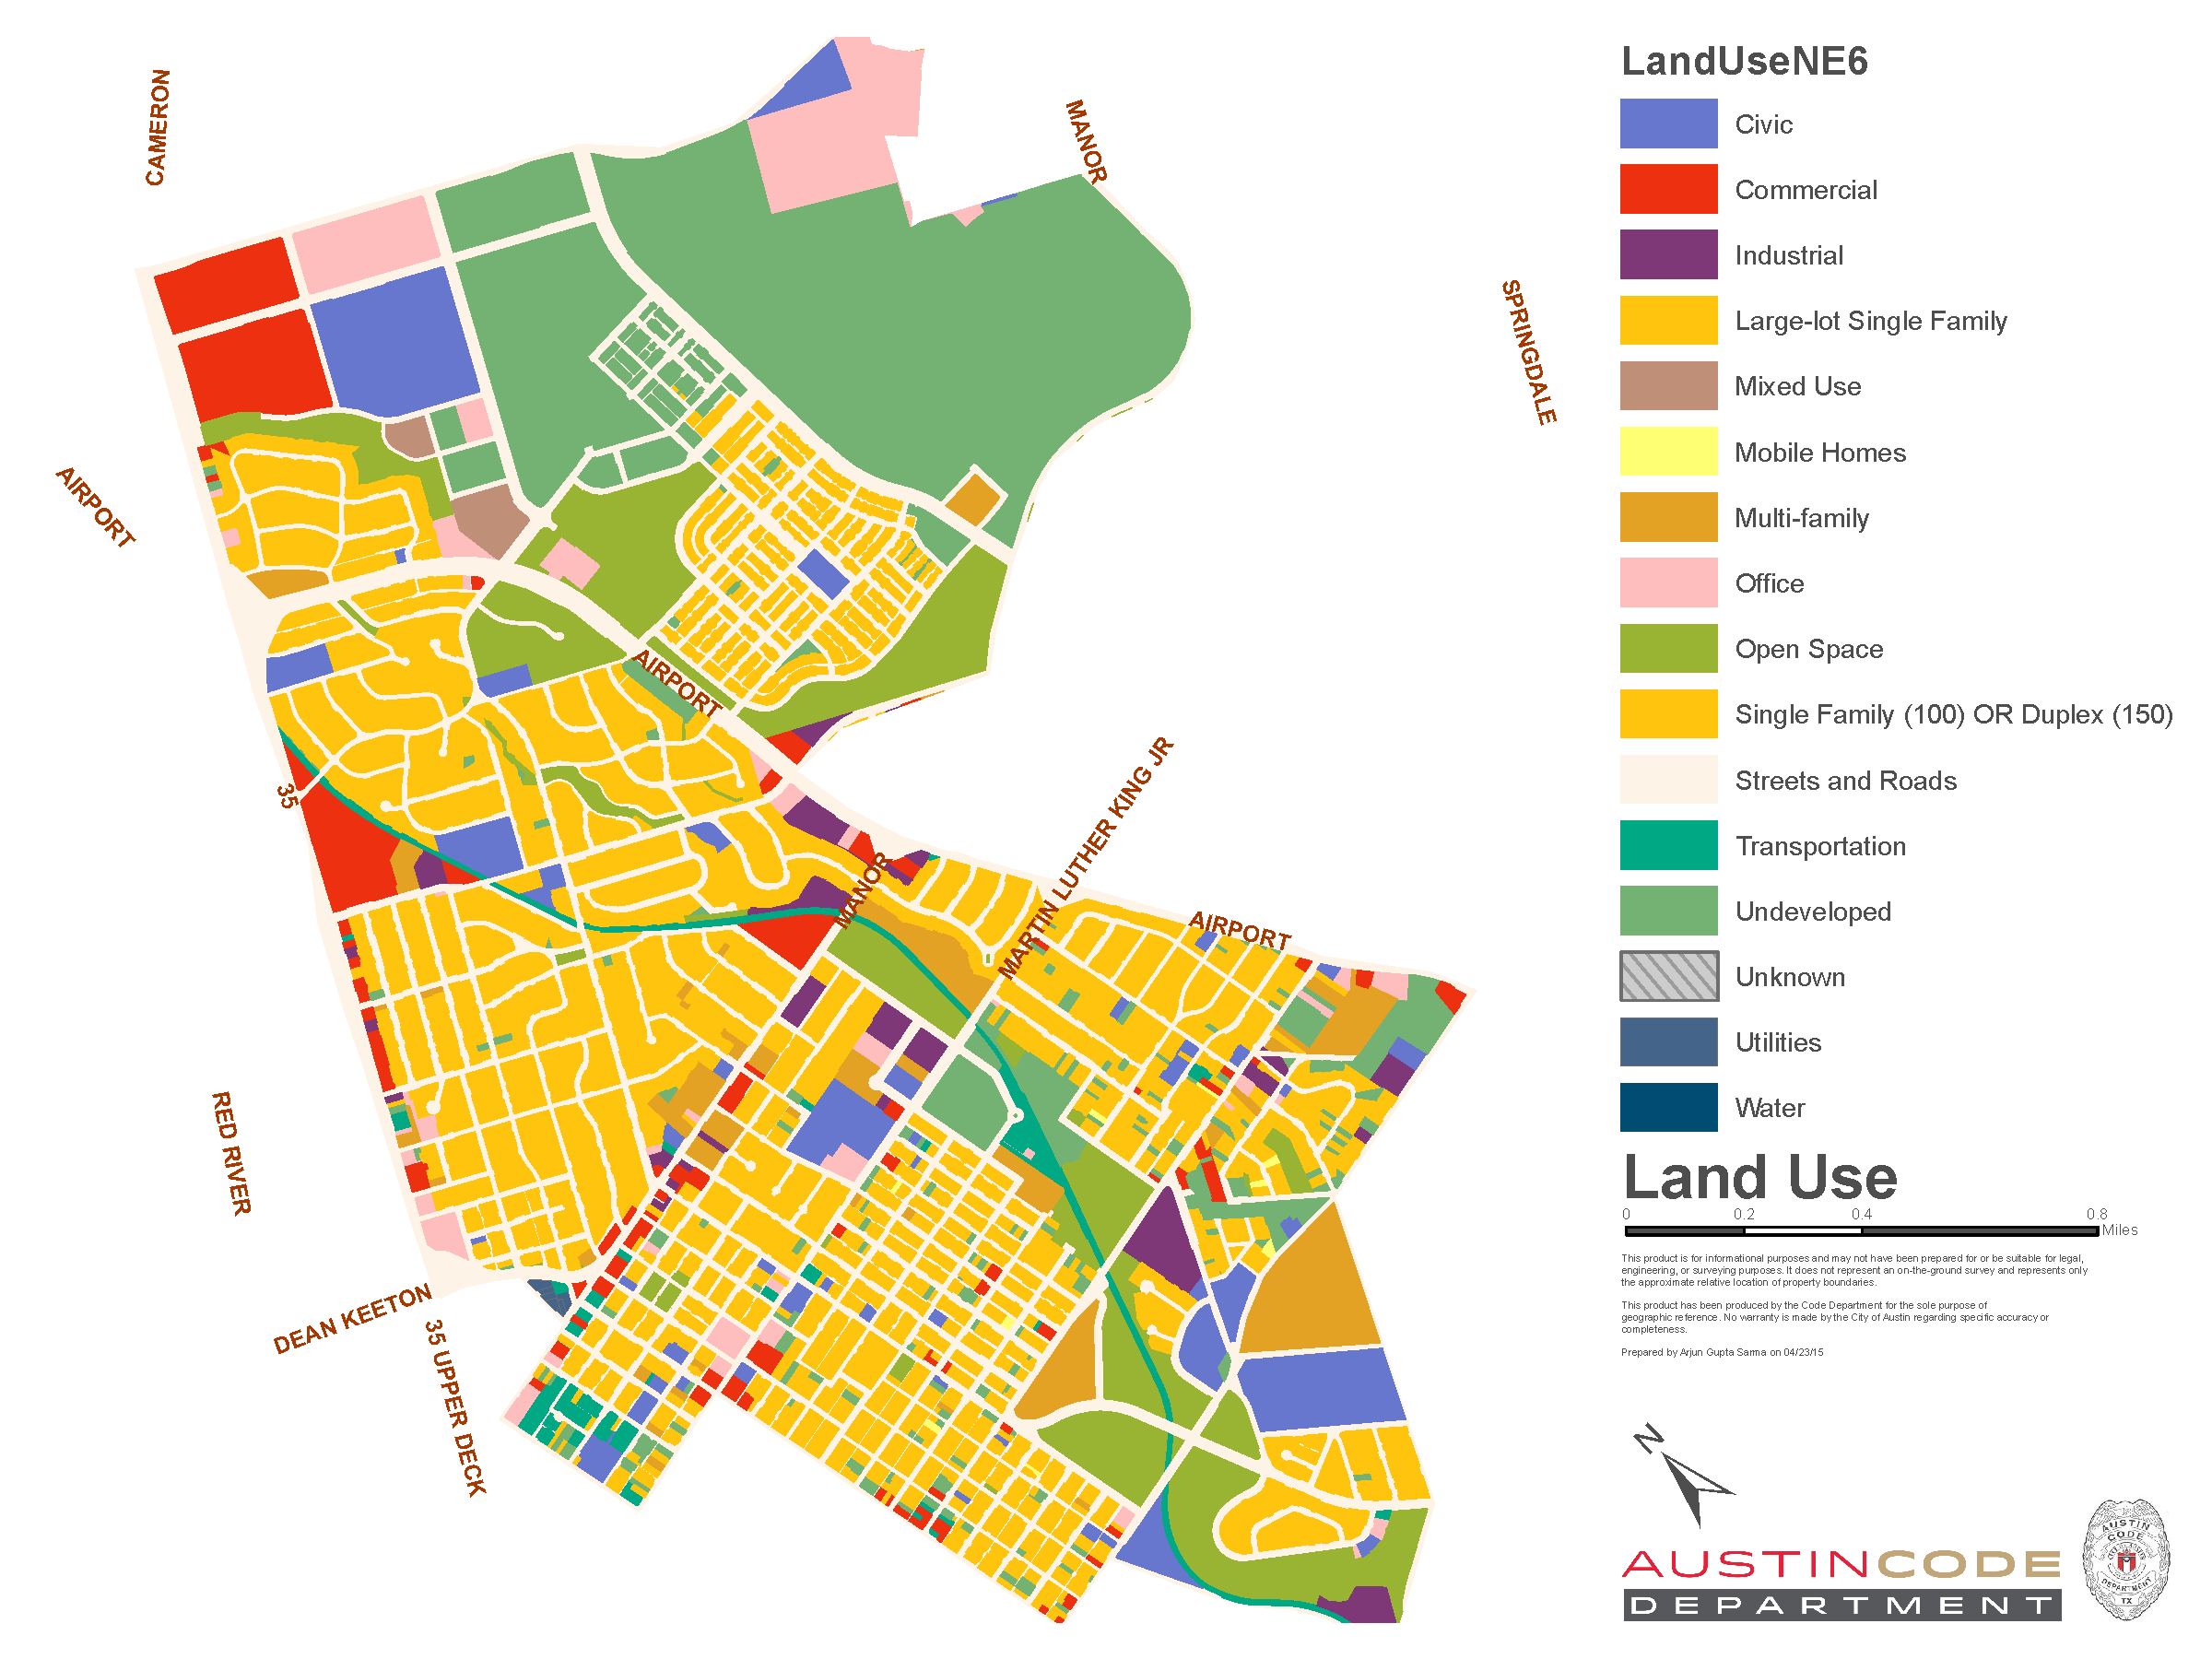 CAMERON
MANOR
AIRPORT
SPRINGDALE
AIRPORT
35
MANOR
MARTIN LUTHER KING JR
AIRPORT
RED RIVER
DEAN KEETON
35 UPPER DECK
LandUseNE6
Civic
Commercial
Industrial
Large-lot Single Family
Mixed Use
Mobile Homes
Multi-family
Office
Open Space
Single Family (100) OR Duplex (150)
Streets and Roads
Transportation
Undeveloped
Unknown
Utilities
Water
Land Use
0 0.2 0.4 0.8
Miles
This product is for informational purposes and may not have been prepared for or be suitable for legal,
engineering, or surveying purposes. It does not represent an on-the-ground survey and represents only
the approximate relative location of property boundaries.
This product has been produced by the Code Department for the sole purpose of
geographic reference. No warranty is made by the City of Austin regarding specific accuracy or
completeness.
Prepared by Arjun Gupta Sarma on 04/23/15
N
AUSTINCODE
DEPARTMENT
AUSTIN
CODE
DEPARTMENT
TX